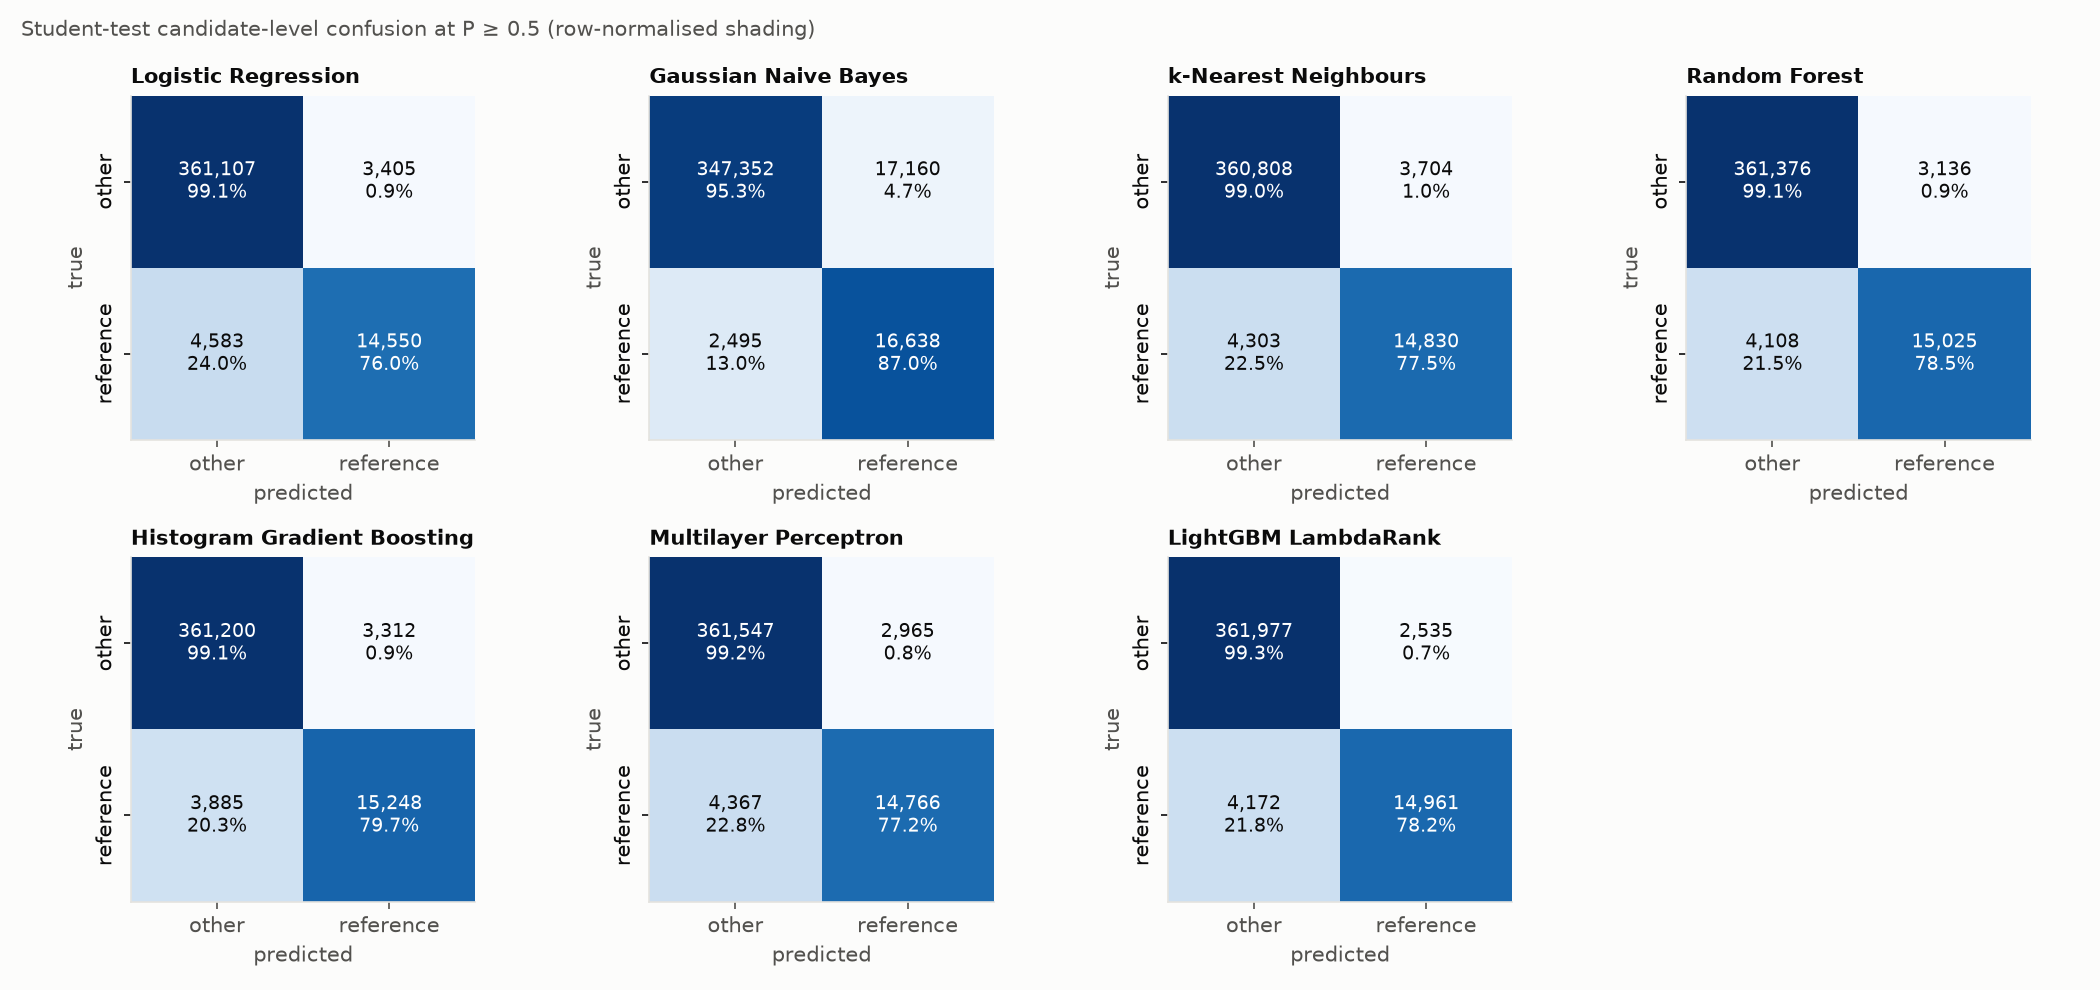 Student-test candidate-level confusion at P ≥ 0.5 (row-normalised shading)
Logistic Regression
361,107
99.1%
3,405
0.9%
4,583
24.0%
14,550
76.0%
other
reference
true
other
reference
predicted
Gaussian Naive Bayes
347,352
95.3%
17,160
4.7%
2,495
13.0%
16,638
87.0%
other
reference
true
other
reference
predicted
k-Nearest Neighbours
360,808
99.0%
3,704
1.0%
4,303
22.5%
14,830
77.5%
other
reference
true
other
reference
predicted
Random Forest
361,376
99.1%
3,136
0.9%
4,108
21.5%
15,025
78.5%
other
reference
true
other
reference
predicted
Histogram Gradient Boosting
361,200
99.1%
3,312
0.9%
3,885
20.3%
15,248
79.7%
other
reference
true
other
reference
predicted
Multilayer Perceptron
361,547
99.2%
2,965
0.8%
4,367
22.8%
14,766
77.2%
other
reference
true
other
reference
predicted
LightGBM LambdaRank
361,977
99.3%
2,535
0.7%
4,172
21.8%
14,961
78.2%
other
reference
true
other
reference
predicted